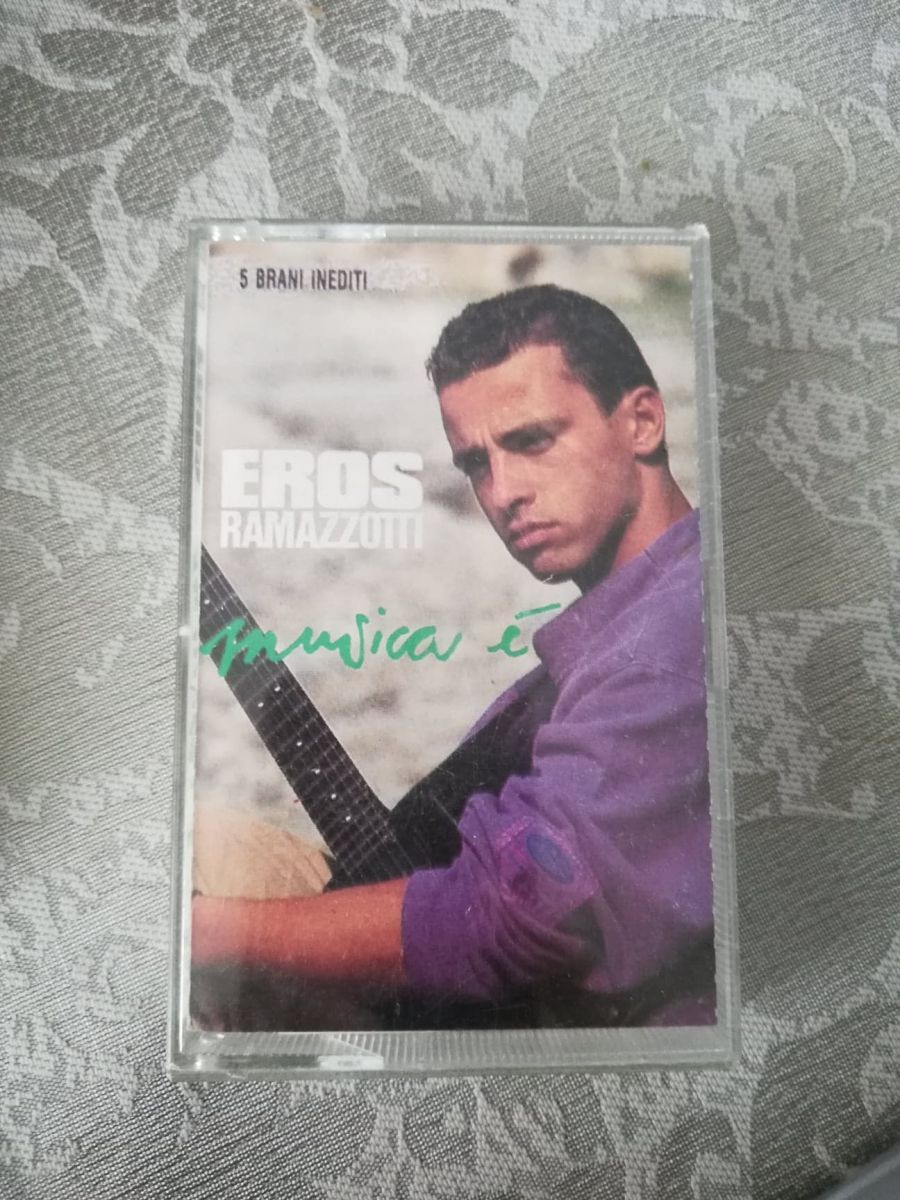 5 BRANI INEDITI
EROS
RAMAZZOTTI
musica è